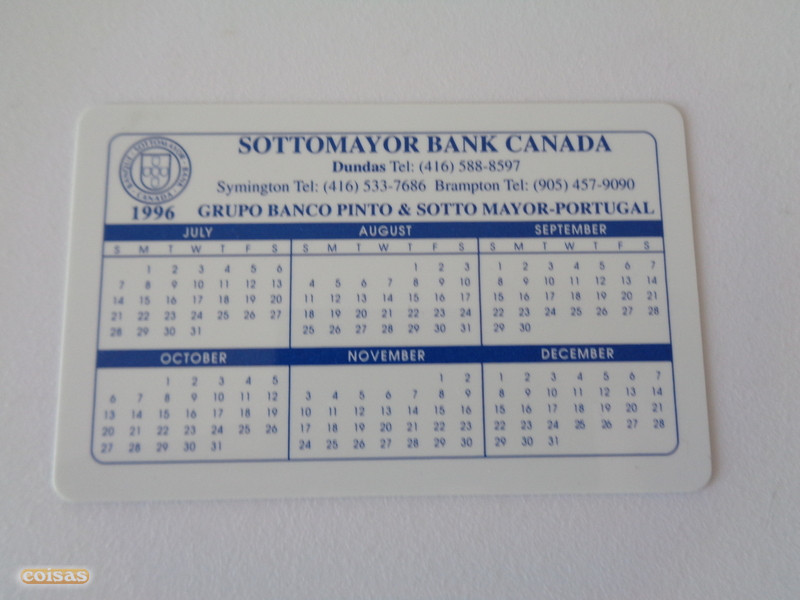 SOTTOMAYOR BANK CANADA
Dundas Tel: (416) 588-8597
Symington Tel: (416) 533-7686 Brampton Tel: (905) 457-9090
1996 GRUPO BANCO PINTO & SOTTO MAYOR-PORTUGAL
JULY
S M T W T F S
1 2 3 4 5 6
7 8 9 10 11 12 13
14 15 16 17 18 19 20
21 22 23 24 25 26 27
28 29 30 31
AUGUST
S M T W T F S
1 2 3
4 5 6 7 8 9 10
11 12 13 14 15 16 17
18 19 20 21 22 23 24
25 26 27 28 29 30 31
SEPTEMBER
S M T W T F S
1 2 3 4 5 6 7
8 9 10 11 12 13 14
15 16 17 18 19 20 21
22 23 24 25 26 27 28
29 30
OCTOBER
1 2 3 4 5
6 7 8 9 10 11 12
13 14 15 16 17 18 19
20 21 22 23 24 25 26
27 28 29 30 31
NOVEMBER
1 2
3 4 5 6 7 8 9
10 11 12 13 14 15 16
17 18 19 20 21 22 23
24 25 26 27 28 29 30
DECEMBER
1 2 3 4 5 6 7
8 9 10 11 12 13 14
15 16 17 18 19 20 21
22 23 24 25 26 27 28
29 30 31
coisas